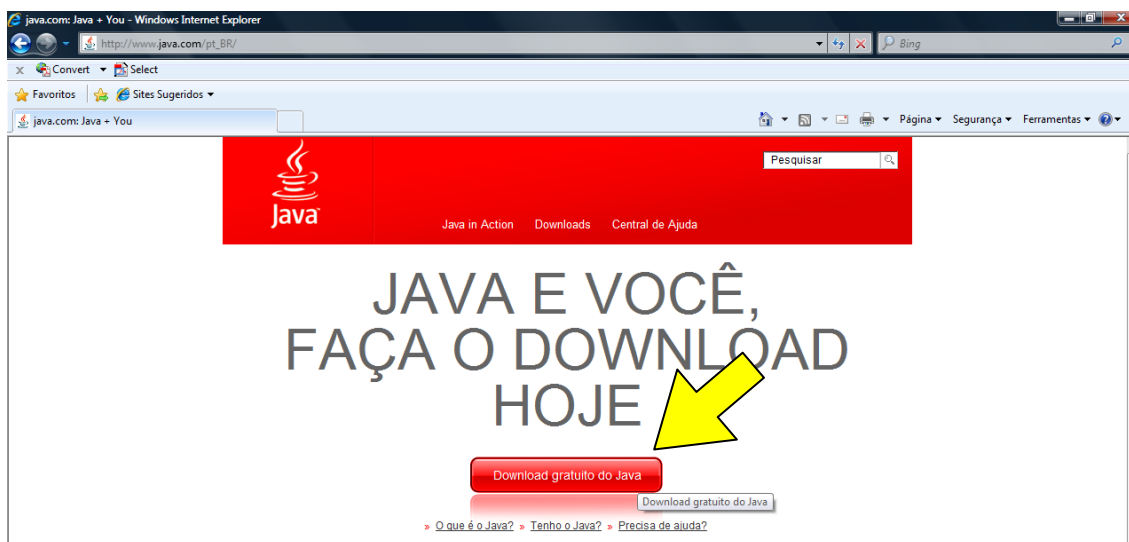 java.com: Java + You - Windows Internet Explorer
http://www.java.com/pt_BR/
Bing
x Convert Select
Favoritos Sites Sugeridos
java.com: Java + You
Página Segurança Ferramentas
Java
Pesquisar
Java in Action Downloads Central de Ajuda
JAVA E VOCÊ,
FAÇA O DOWNLOAD
HOJE
Download gratuito do Java
Download gratuito do Java
» O que é o Java? » Tenho o Java? » Precisa de ajuda?